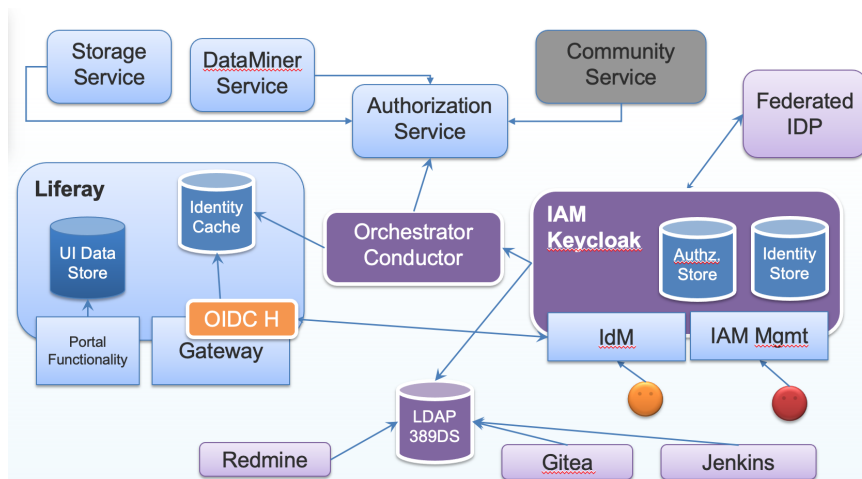 Storage
Service
DataMiner
Service
Community
Service
Authorization
Service
Federated
IDP
Liferay
Identity
Cache
UI Data
Store
Orchestrator
Conductor
IAM
Keycloak
Authz.
Store
Identity
Store
OIDC H
Portal
Functionality
Gateway
IdM
IAM Mgmt
LDAP
389DS
Redmine
Gitea
Jenkins